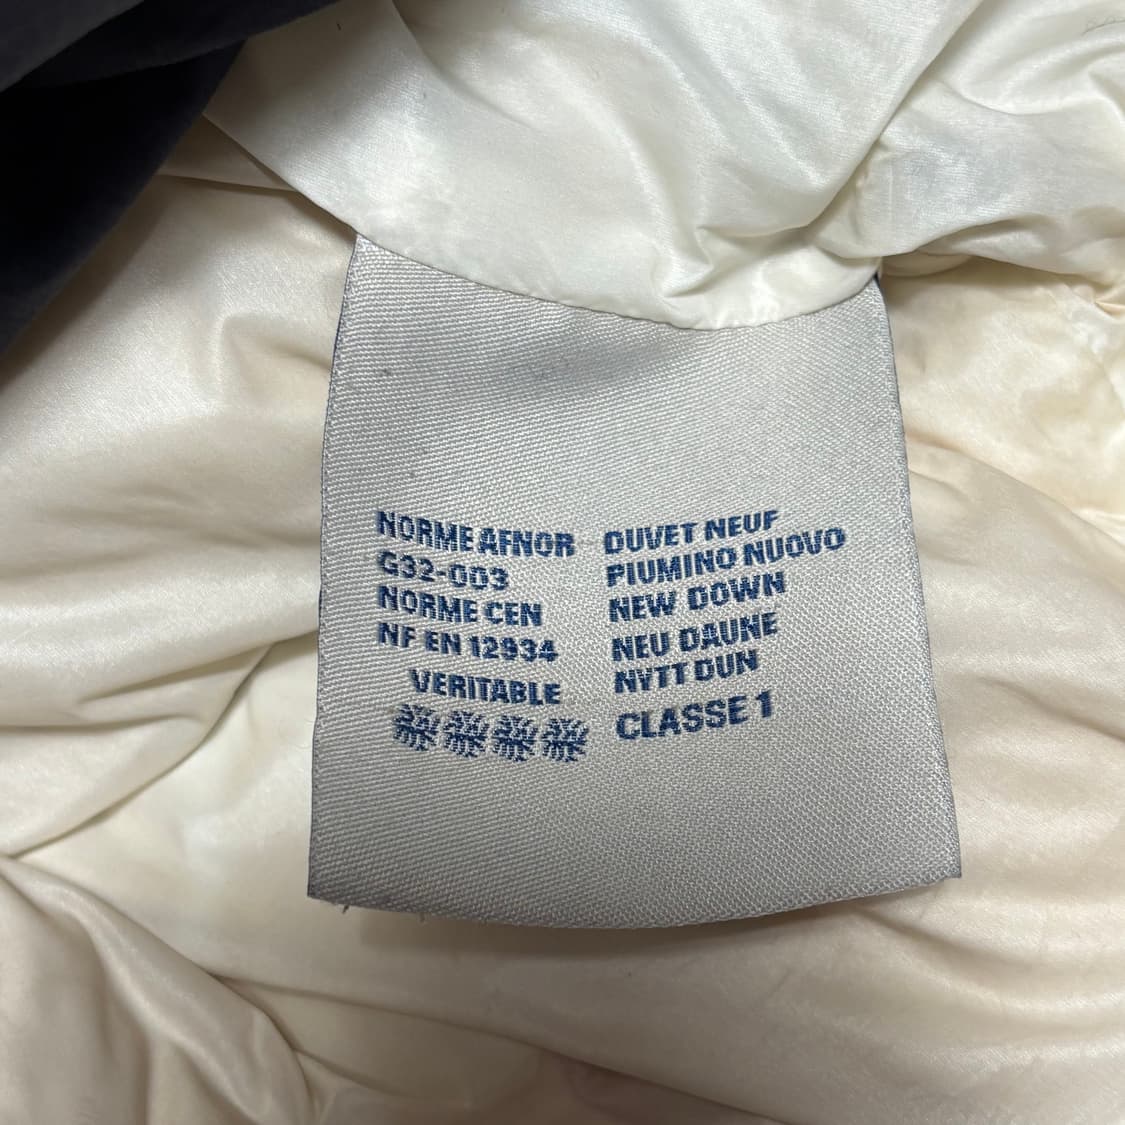 NORME AFNOR
G32-003
NORME CEN
NF EN 12934
VERITABLE
DUVET NEUF
PIUMINO NUOVO
NEW DOWN
NEU DAUNE
NYTT DUN
CLASSE 1